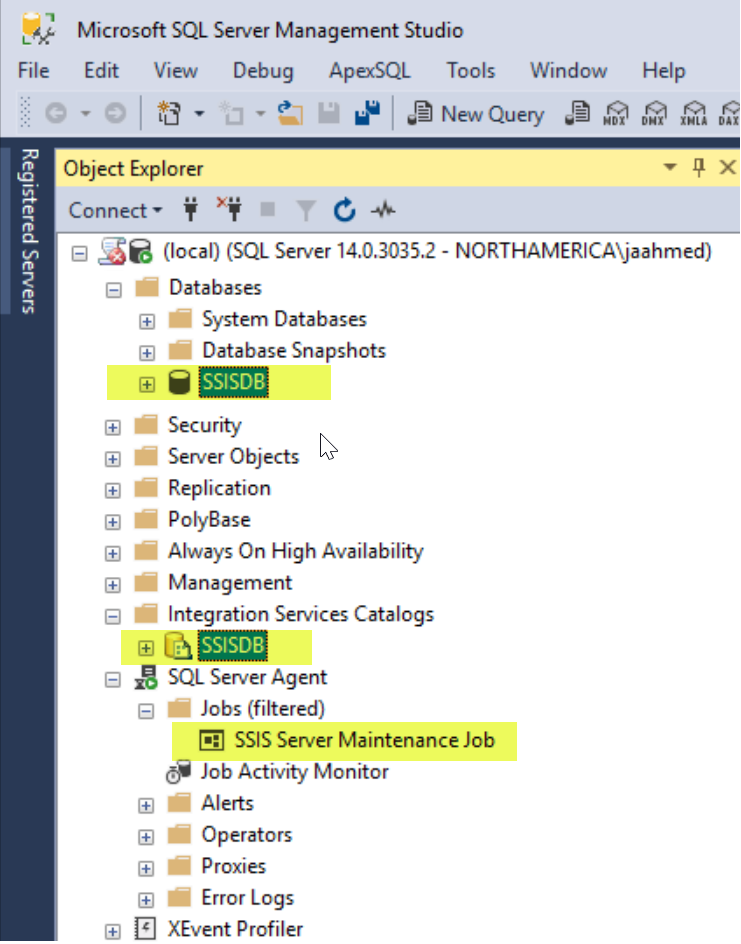 Microsoft SQL Server Management Studio
File Edit View Debug ApexSQL Tools Window Help
New Query MDX DMX XMLA DAX
Registered Servers
Object Explorer
Connect
(local) (SQL Server 14.0.3035.2 - NORTHAMERICA\jaahmed)
Databases
System Databases
Database Snapshots
SSISDB
Security
Server Objects
Replication
PolyBase
Always On High Availability
Management
Integration Services Catalogs
SSISDB
SQL Server Agent
Jobs (filtered)
SSIS Server Maintenance Job
Job Activity Monitor
Alerts
Operators
Proxies
Error Logs
XEvent Profiler